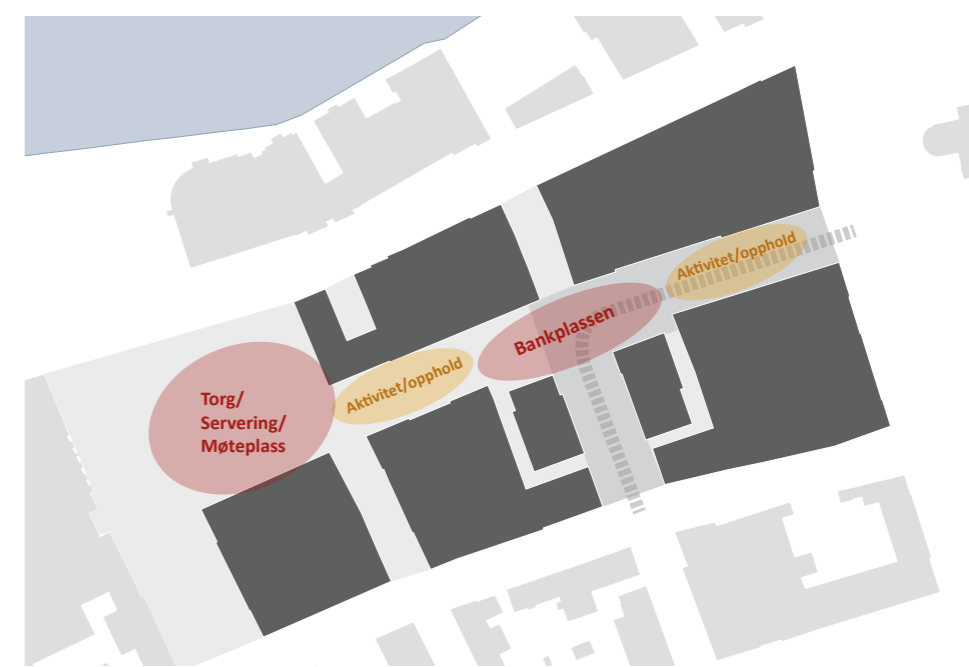 Torg/
Servering/
Møteplass
Aktivitet/opphold
Bankplassen
Aktivitet/opphold